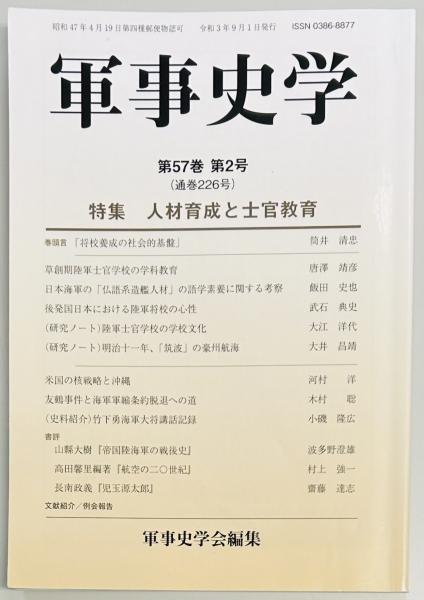 昭和47年4月19日第四種郵便物認可 令和3年9月1日発行 ISSN 0386-8877
軍事史学
第57巻 第2号
(通巻226号)
特集 人材育成と士官教育
巻頭言 「将校養成の社会的基盤」 筒井 清忠
草創期陸軍士官学校の学科教育 唐澤 靖彦
日本海軍の「仏語系造艦人材」の語学素養に関する考察 飯田 史也
後発国日本における陸軍将校の心性 武石 典史
(研究ノート)陸軍士官学校の学校文化 大江 洋代
(研究ノート)明治十一年、「筑波」の豪州航海 大井 昌靖
米国の核戦略と沖縄 河村 洋
友鶴事件と海軍軍縮条約脱退への道 木村 聡
(史料紹介)竹下勇海軍大将講話記録 小磯 隆広
書評
山縣大樹『帝国陸海軍の戦後史』 波多野澄雄
高田馨里編著『航空の二〇世紀』 村上 強一
長南政義『児玉源太郎』 齋藤 達志
文献紹介/例会報告
軍事史学会編集